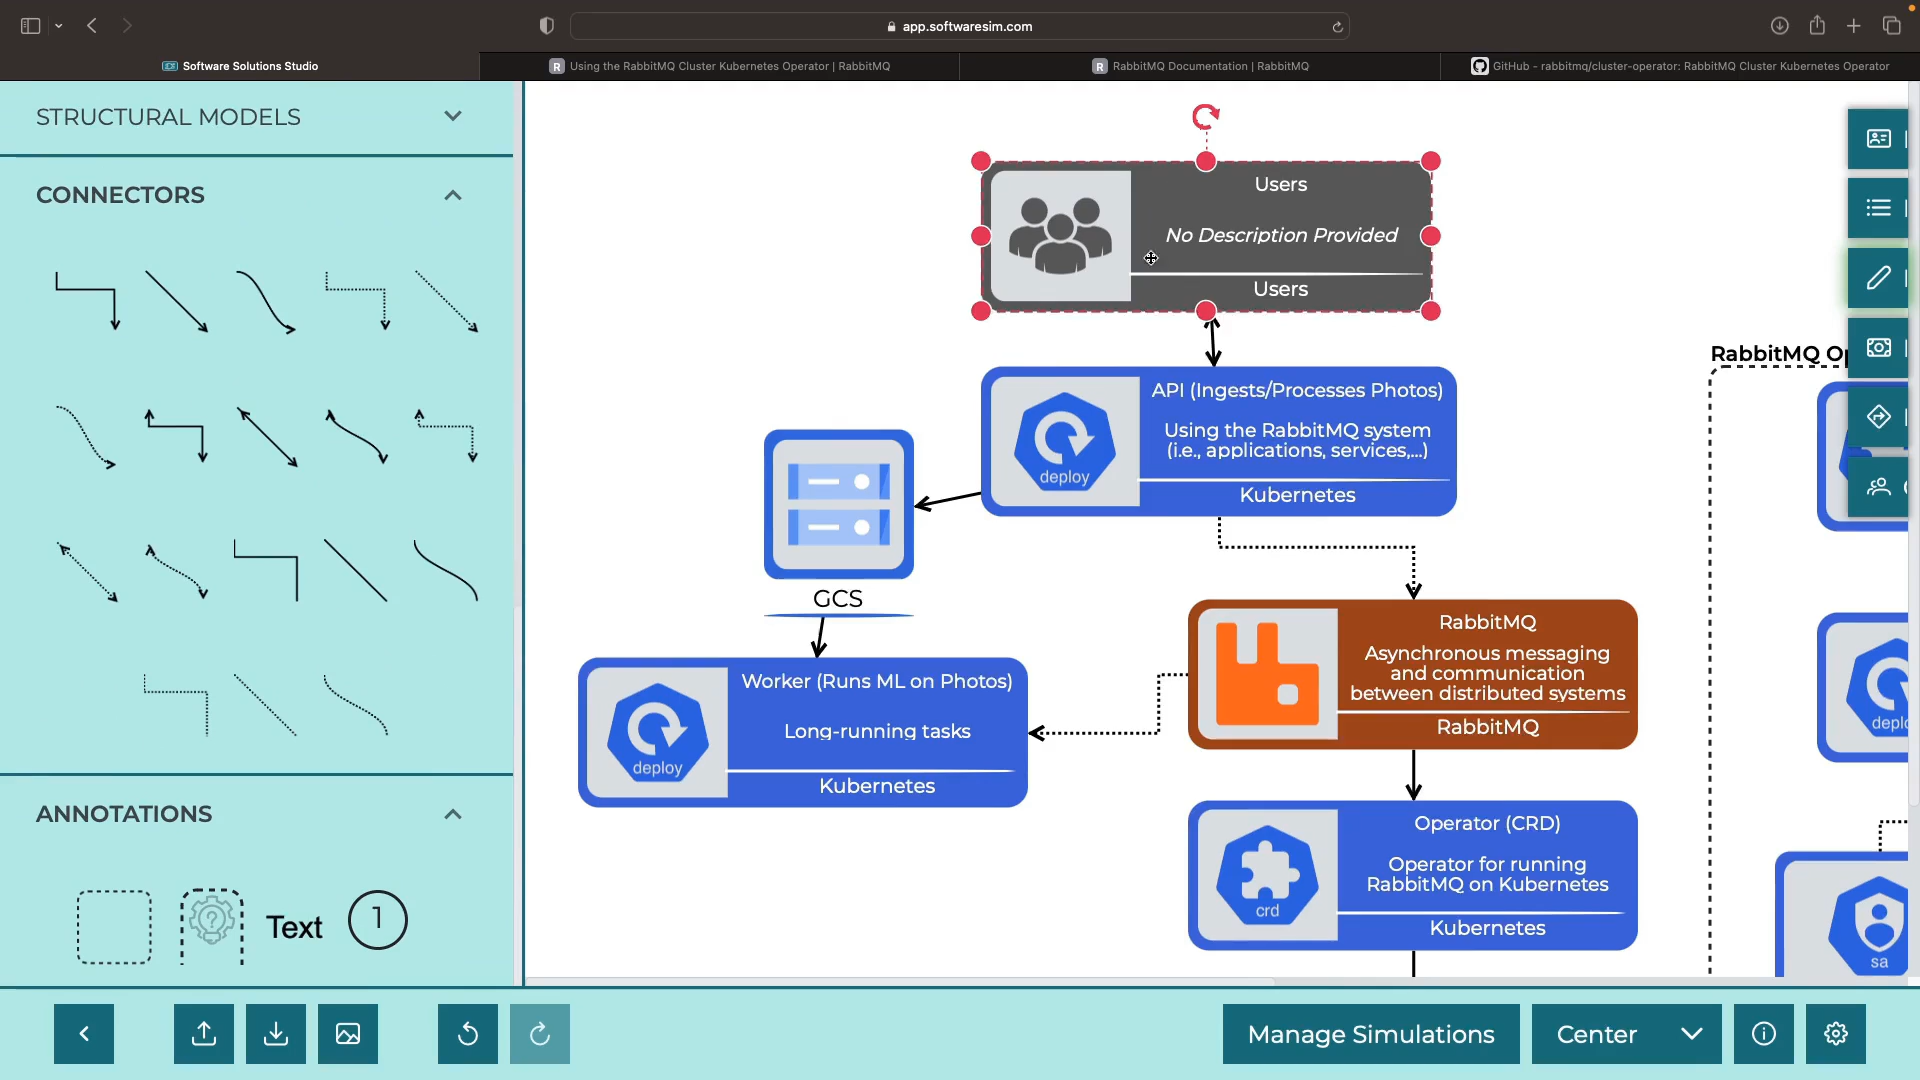 app.softwaresim.com
Software Solutions Studio
Using the RabbitMQ Cluster Kubernetes Operator | RabbitMQ
RabbitMQ Documentation | RabbitMQ
GitHub - rabbitmq/cluster-operator: RabbitMQ Cluster Kubernetes Operator
STRUCTURAL MODELS
CONNECTORS
ANNOTATIONS
Text
1
Users
No Description Provided
Users
API (Ingests/Processes Photos)
Using the RabbitMQ system
(i.e., applications, services,...)
Kubernetes
deploy
GCS
Worker (Runs ML on Photos)
Long-running tasks
Kubernetes
deploy
RabbitMQ
Asynchronous messaging
and communication
between distributed systems
RabbitMQ
Operator (CRD)
Operator for running
RabbitMQ on Kubernetes
Kubernetes
crd
RabbitMQ
sa
Manage Simulations
Center